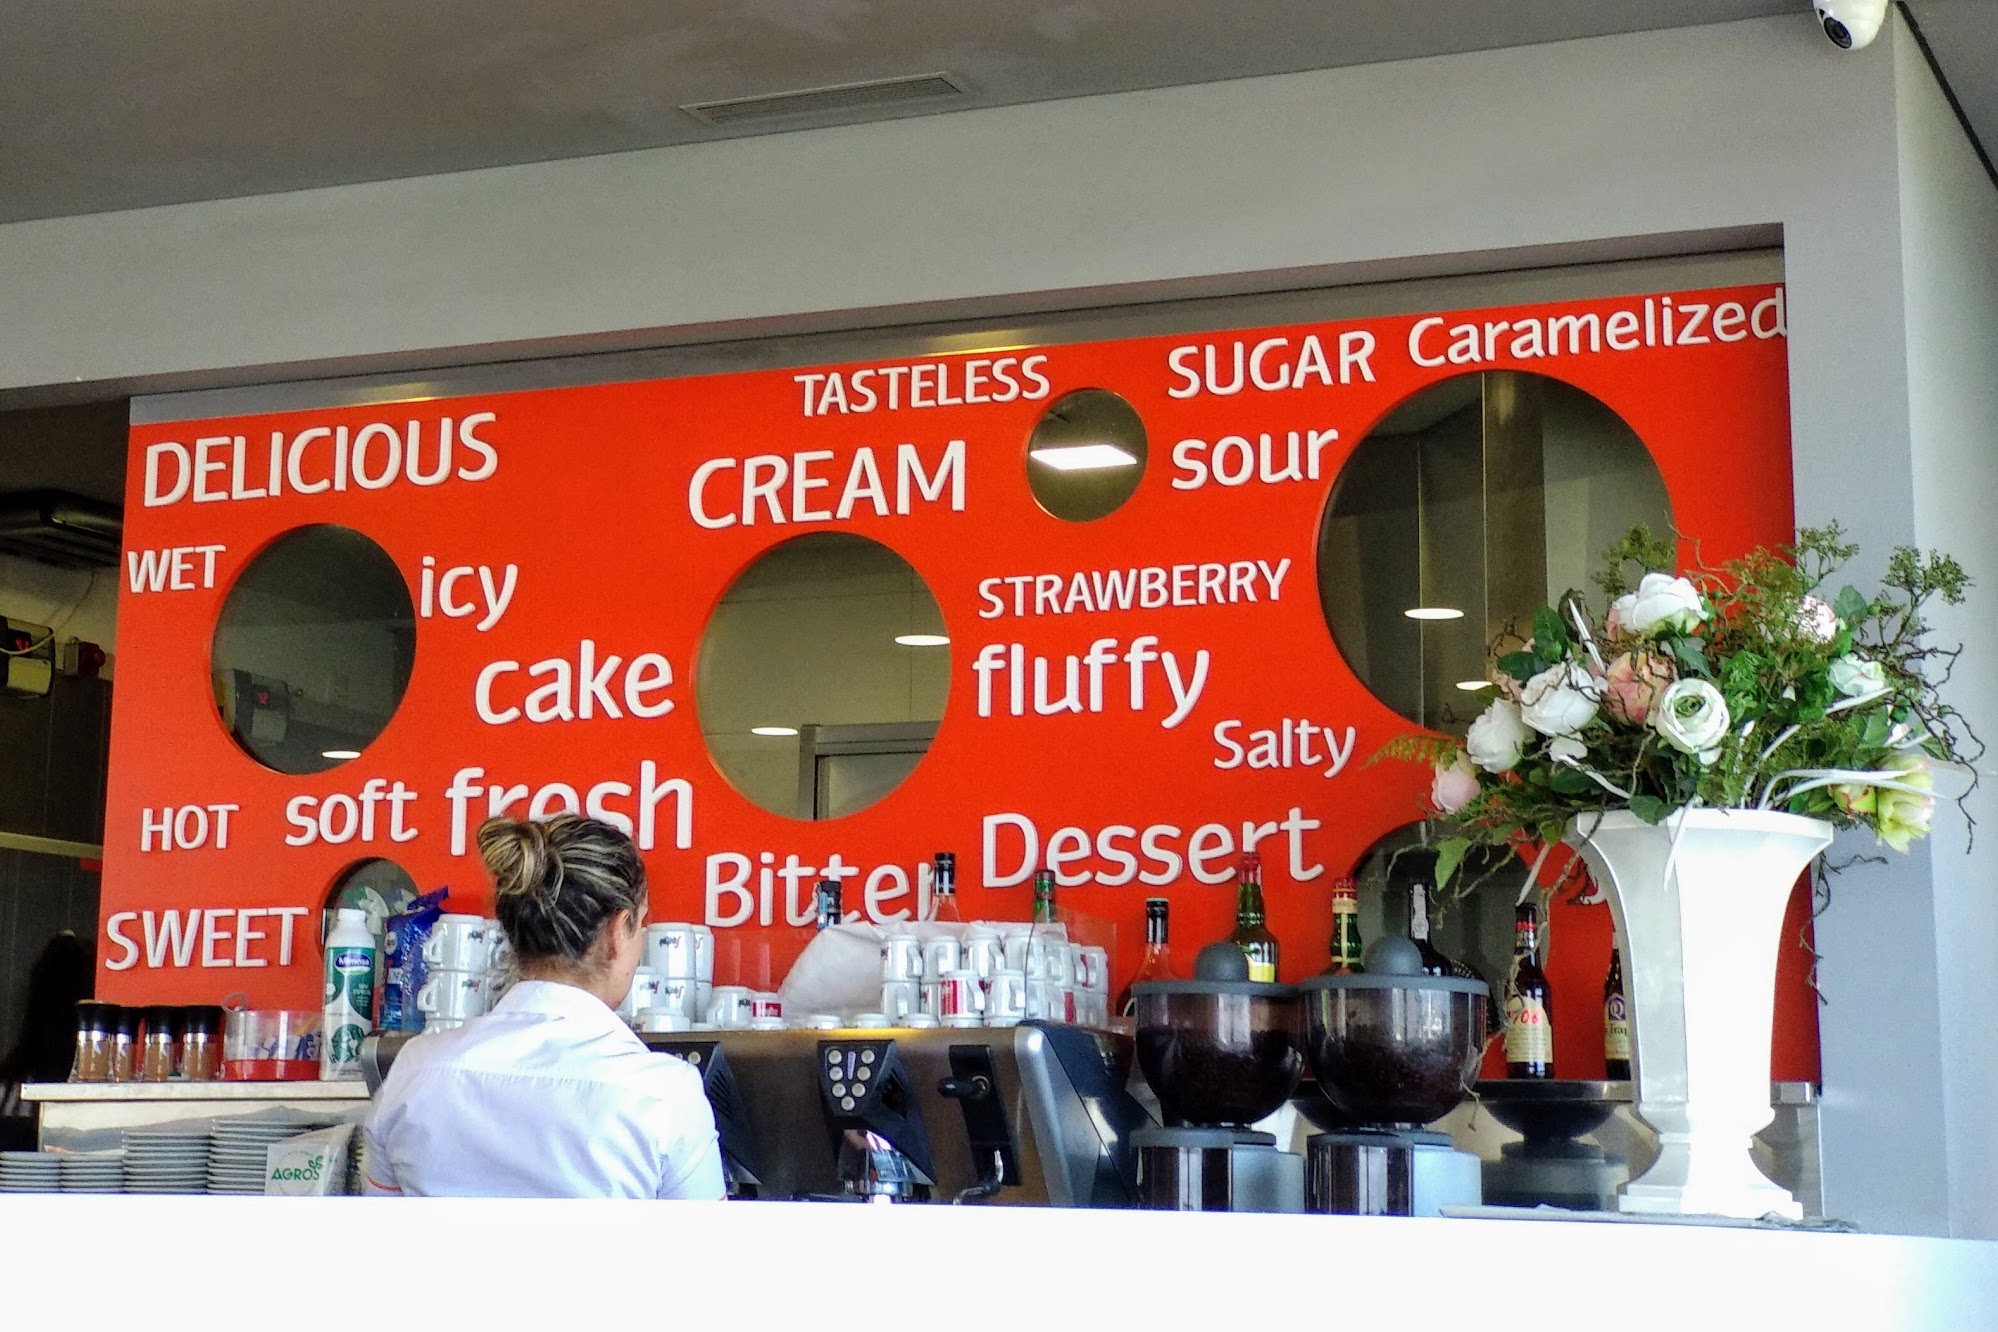 TASTELESS
SUGAR
Caramelized
DELICIOUS
CREAM
sour
WET
icy
STRAWBERRY
cake
fluffy
Salty
HOT
soft
fresh
Bitter
Dessert
SWEET
Mimosa
AGROS